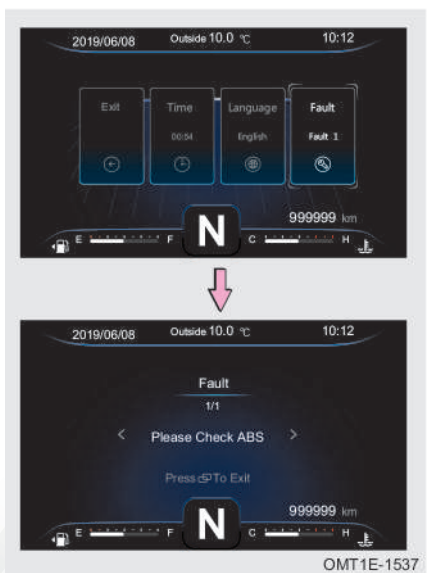 2019/06/08 Outside 10.0 ℃ 10:12
Exit Time Language Fault
00:54 English Fault 1
999999 km
E F N C H
2019/06/08 Outside 10.0 ℃ 10:12
Fault
1/1
< Please Check ABS >
Press To Exit
999999 km
E F N C H
OMT1E-1537